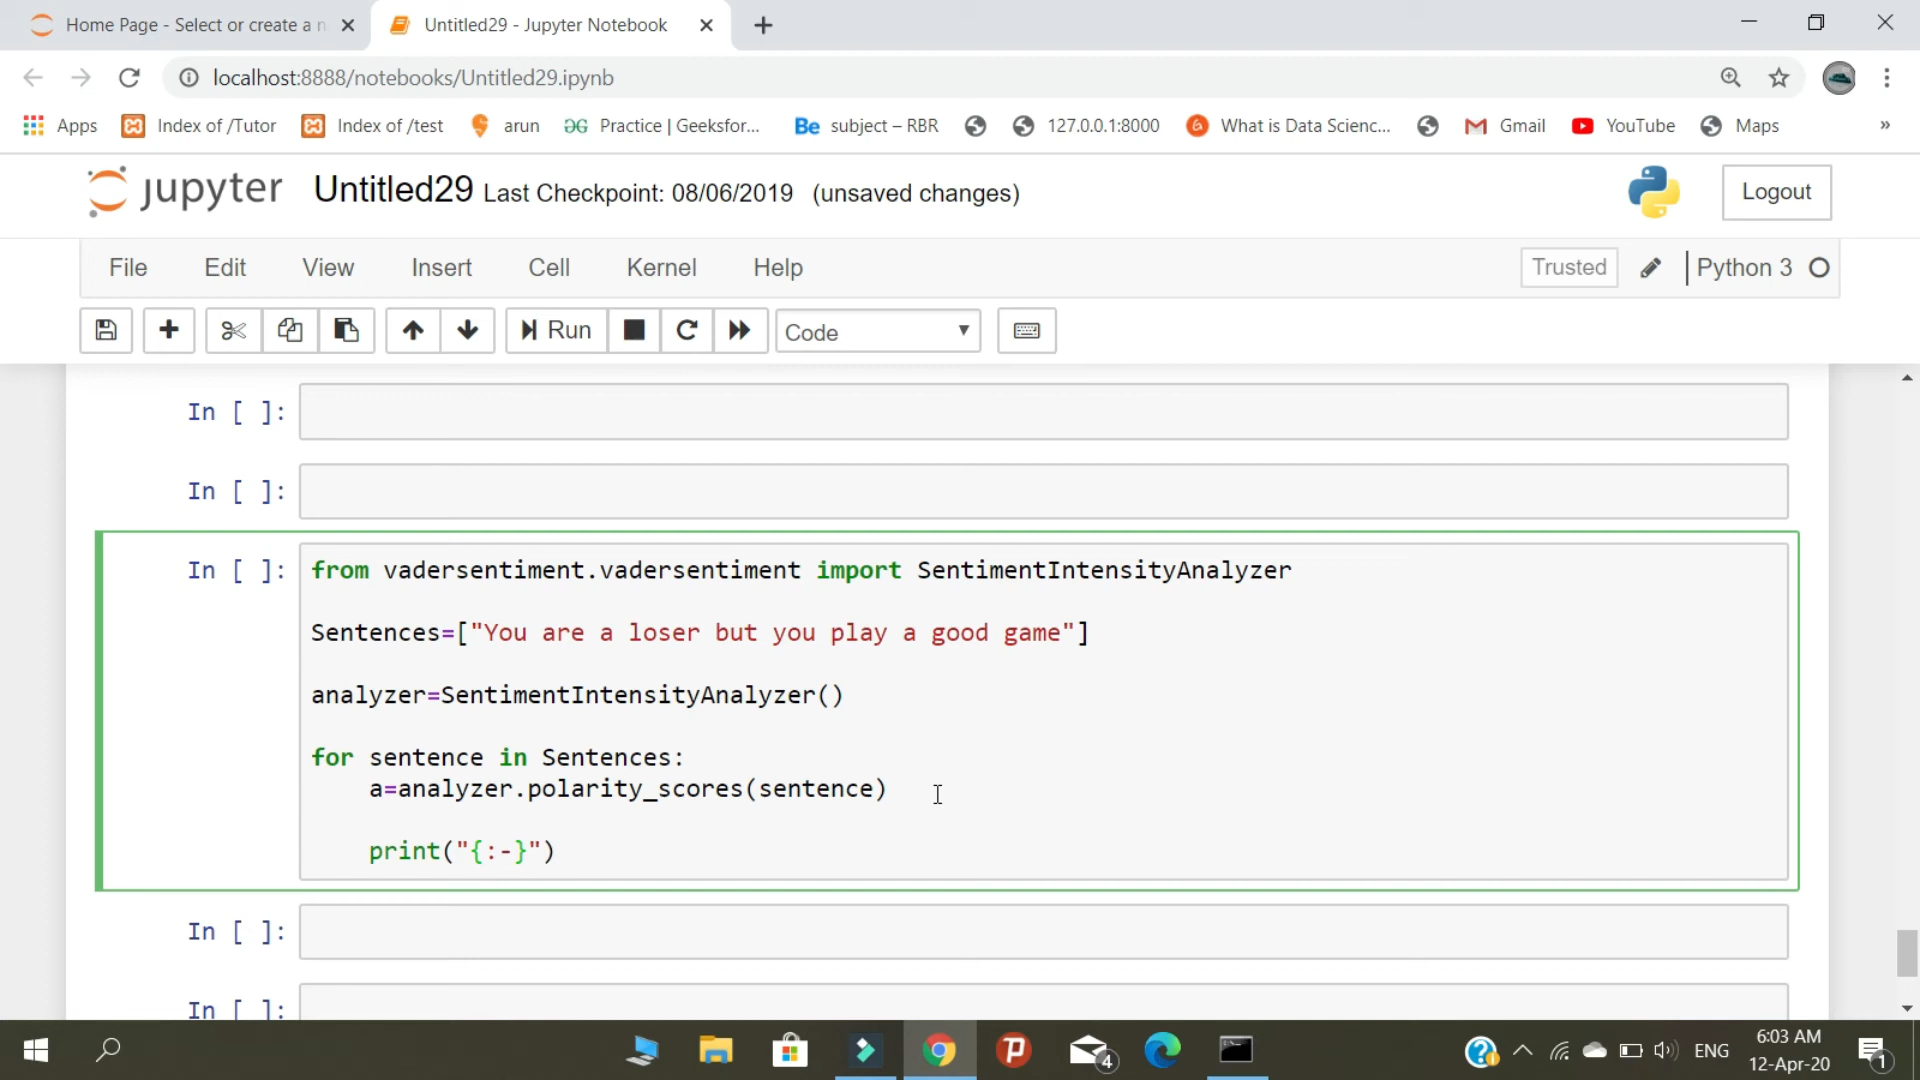 Home Page - Select or create a n
Untitled29 - Jupyter Notebook
localhost:8888/notebooks/Untitled29.ipynb
Apps
Index of /Tutor
Index of /test
arun
Practice | Geeksfor...
Be subject – RBR
127.0.0.1:8000
What is Data Scienc...
Gmail
YouTube
Maps
»
jupyter Untitled29 Last Checkpoint: 08/06/2019 (unsaved changes)
Logout
File Edit View Insert Cell Kernel Help
Trusted
Python 3
Run
Code
In [ ]:
In [ ]:
In [ ]: from vadersentiment.vadersentiment import SentimentIntensityAnalyzer
Sentences=["You are a loser but you play a good game"]
analyzer=SentimentIntensityAnalyzer()
for sentence in Sentences:
a=analyzer.polarity_scores(sentence)
print("{:-}")
In [ ]:
In [ ]:
4
ENG
6:03 AM
12-Apr-20
1